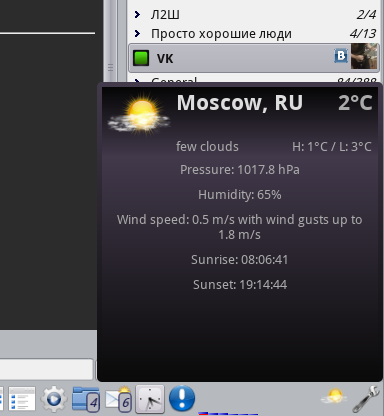 Л2Ш 2/4
Просто хорошие люди 4/13
VK B
General 84/288
Moscow, RU 2°C
few clouds H: 1°C / L: 3°C
Pressure: 1017.8 hPa
Humidity: 65%
Wind speed: 0.5 m/s with wind gusts up to
1.8 m/s
Sunrise: 08:06:41
Sunset: 19:14:44
4 6